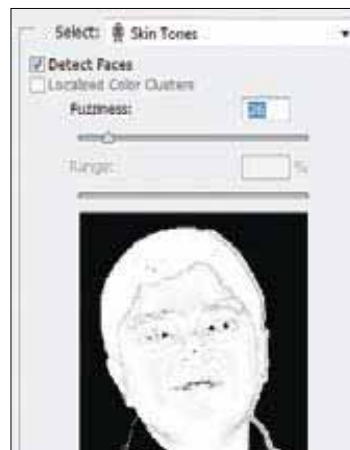 Select: Skin Tones
Detect Faces
Localized Color Clusters
Fuzziness:
Range: %